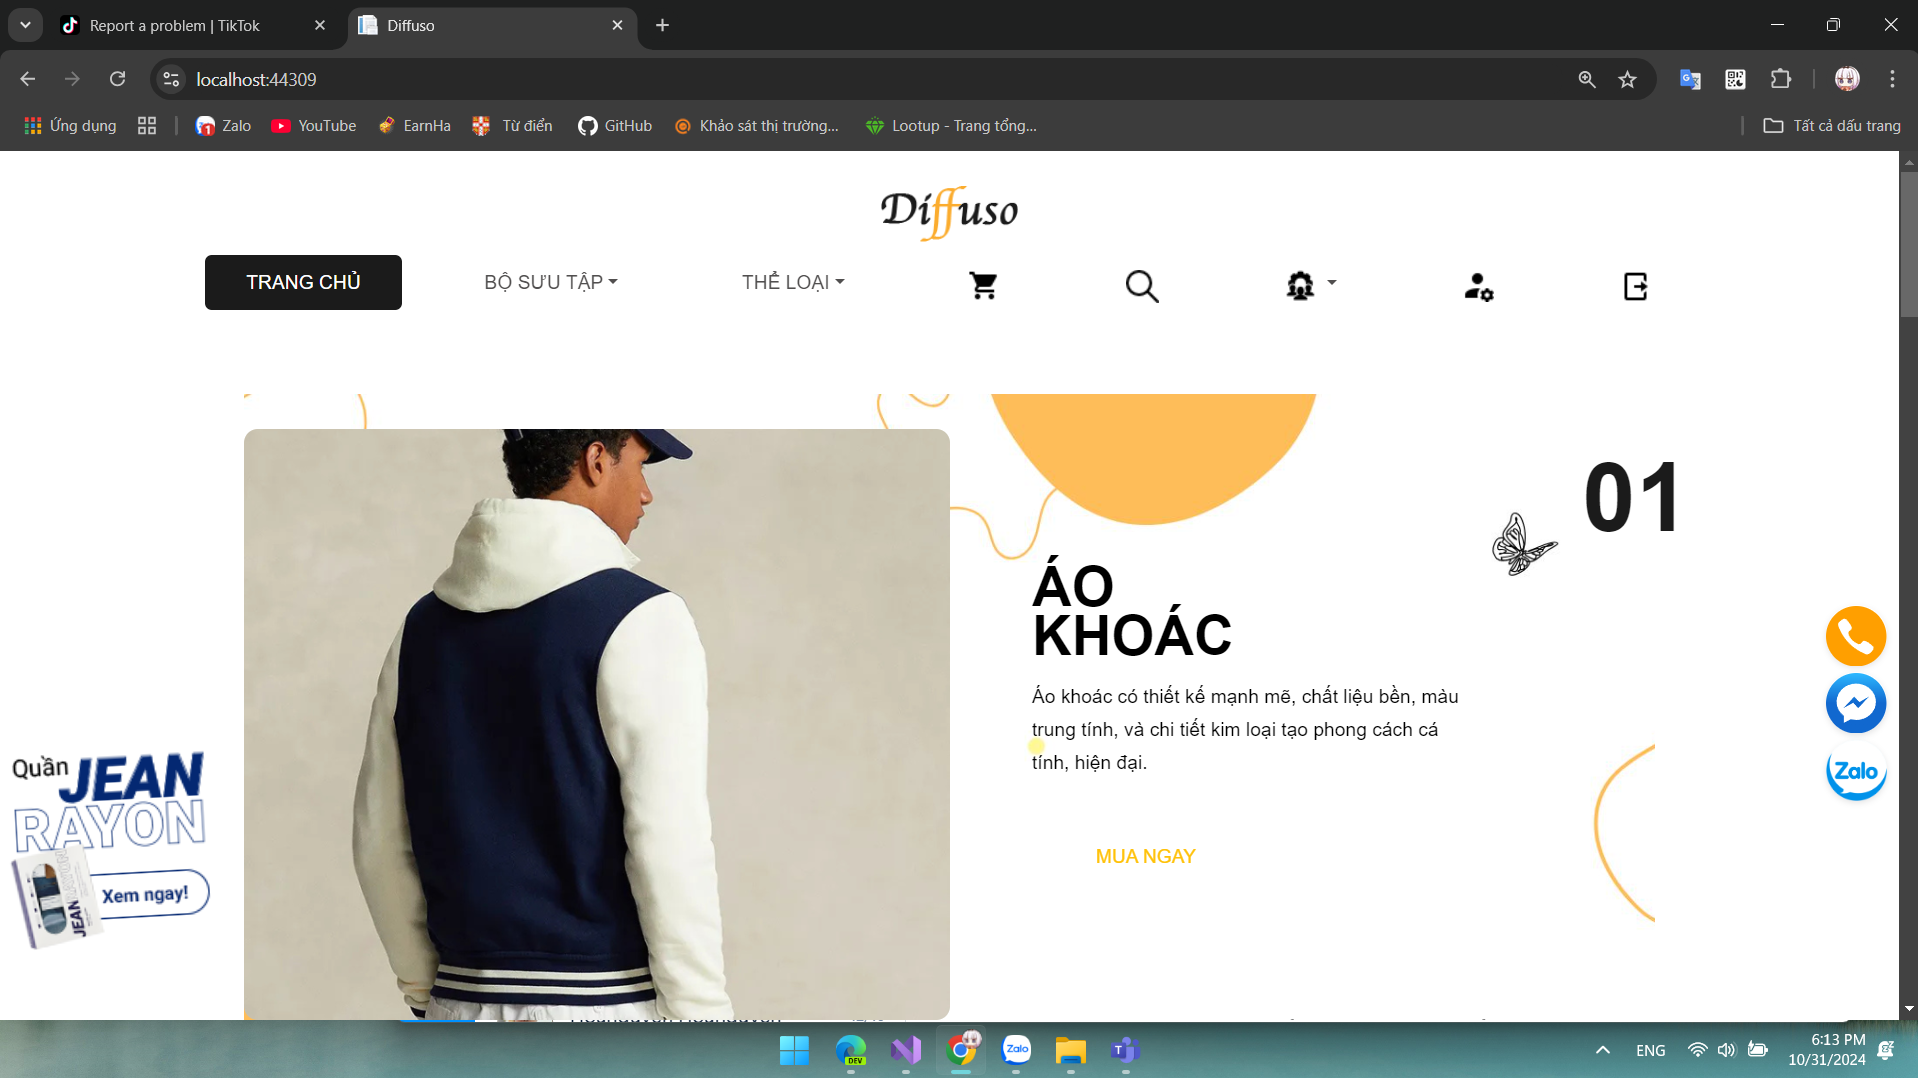 Report a problem | TikTok
Diffuso
localhost:44309
Ứng dụng
Zalo
YouTube
EarnHa
Từ điển
GitHub
Khảo sát thị trường...
Lootup - Trang tổng...
Tất cả dấu trang
Diffuso
TRANG CHỦ
BỘ SƯU TẬP
THỂ LOẠI
01
ÁO
KHOÁC
Áo khoác có thiết kế mạnh mẽ, chất liệu bền, màu
trung tính, và chi tiết kim loại tạo phong cách cá
tính, hiện đại.
MUA NGAY
Quần JEAN
RAYON
JEAN
RAYON
Xem ngay!
Zalo
DEV
Zalo
ENG
6:13 PM
10/31/2024